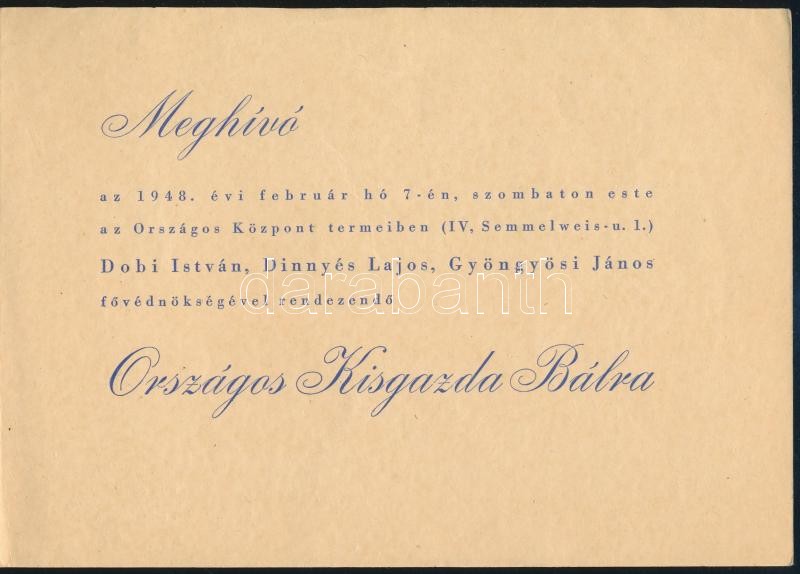 Meghívó
az 1948. évi február hó 7-én, szombaton este
az Országos Központ termeiben (IV, Semmelweis-u. 1.)
Dobi István, Dinnyés Lajos, Gyöngyösi János
darabanth
fővédnökségével rendezendő
Országos Kisgazda Bálra